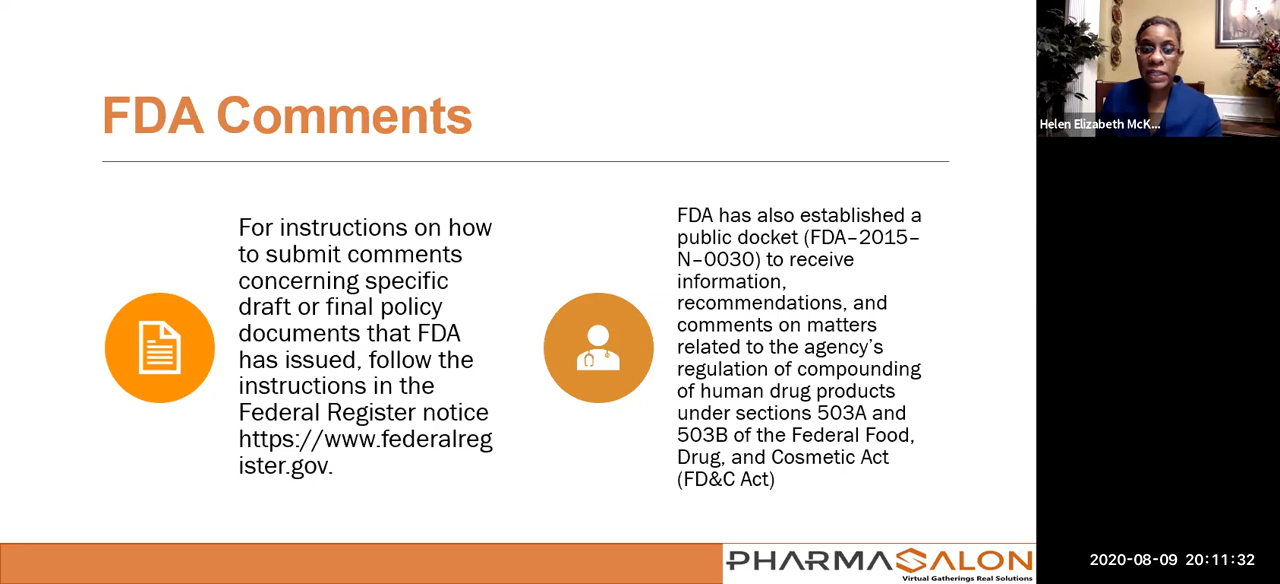 FDA Comments
For instructions on how
to submit comments
concerning specific
draft or final policy
documents that FDA
has issued, follow the
instructions in the
Federal Register notice
https://www.federalreg
ister.gov.
FDA has also established a
public docket (FDA–2015–
N–0030) to receive
information,
recommendations, and
comments on matters
related to the agency’s
regulation of compounding
of human drug products
under sections 503A and
503B of the Federal Food,
Drug, and Cosmetic Act
(FD&C Act)
Helen Elizabeth McK...
PHARMASALON
Virtual Gatherings Real Solutions
2020-08-09 20:11:32